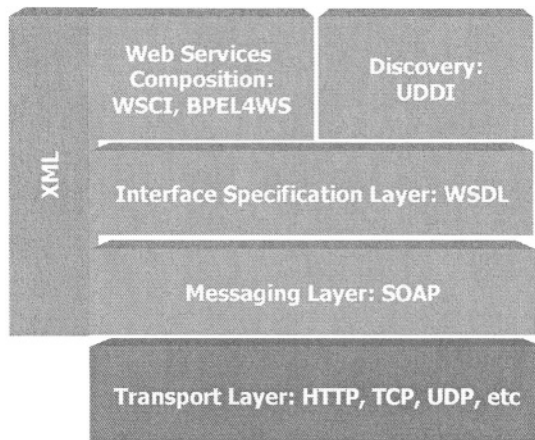 XML
Web Services
Composition:
WSCI, BPEL4WS
Discovery:
UDDI
Interface Specification Layer: WSDL
Messaging Layer: SOAP
Transport Layer: HTTP, TCP, UDP, etc